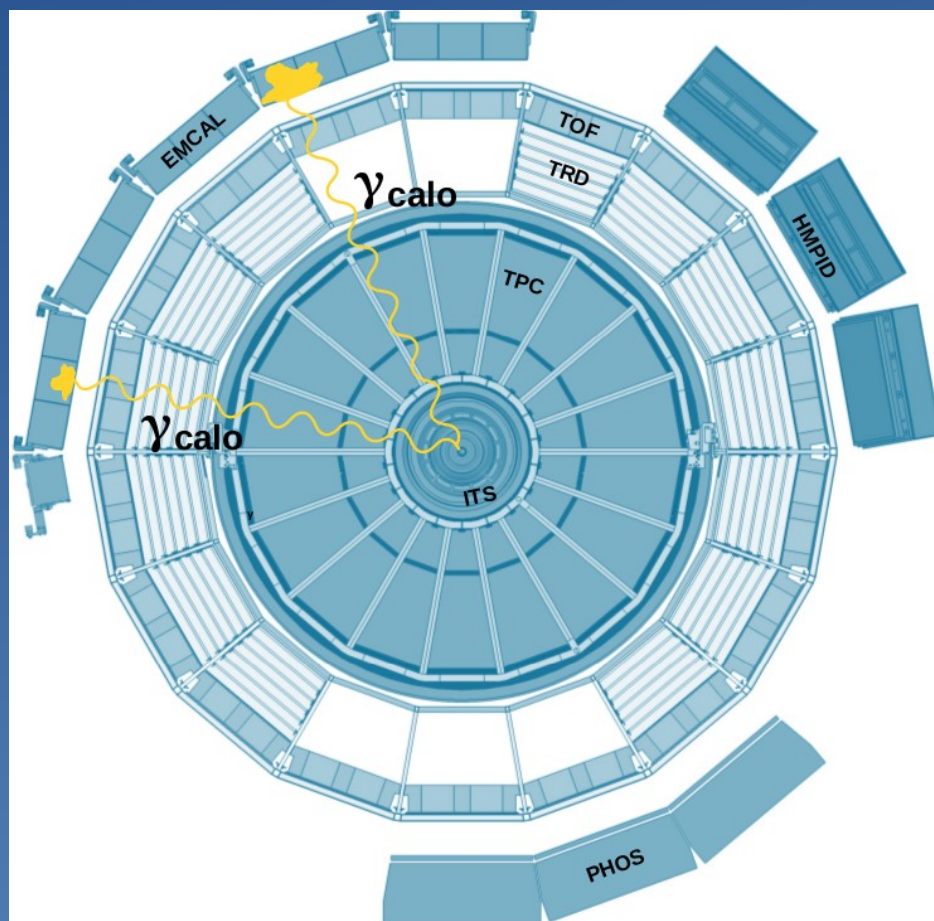 EMCAL
TOF
TRD
γcalo
HMPID
TPC
γcalo
ITS
PHOS